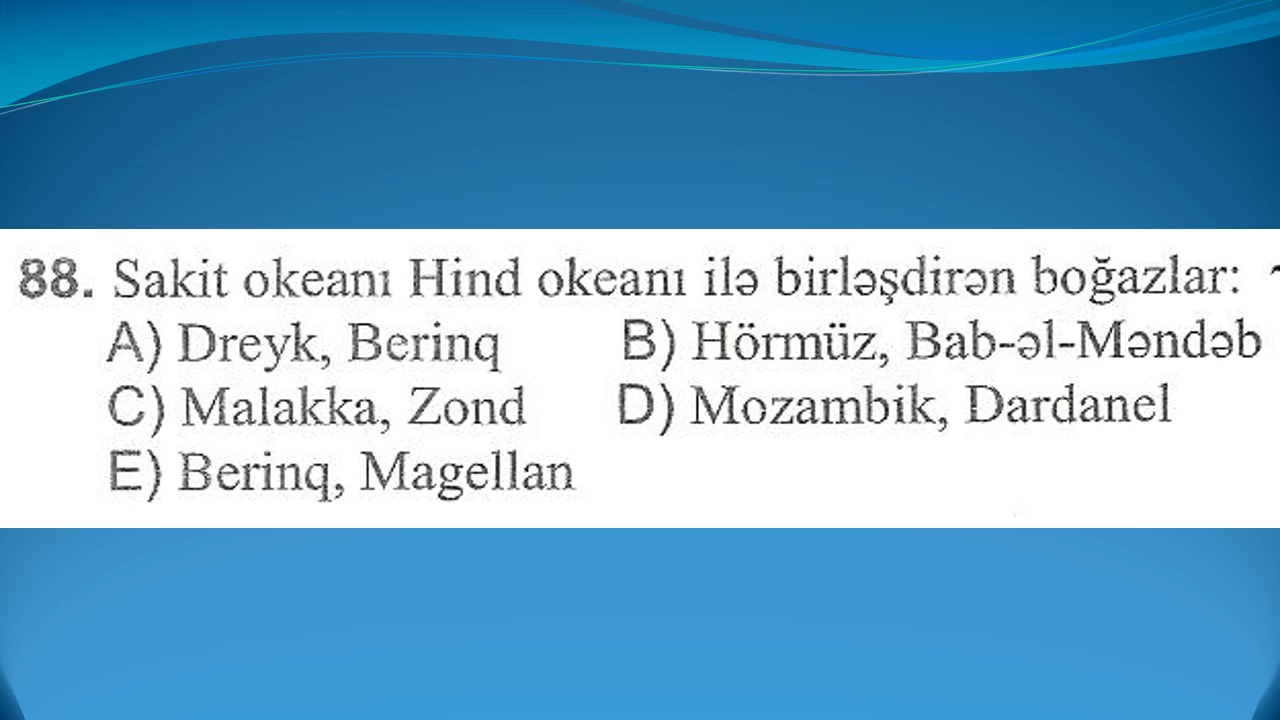 88. Sakit okeanı Hind okeanı ilə birləşdirən boğazlar:
A) Dreyk, Berinq B) Hörmüz, Bab-əl-Məndəb
C) Malakka, Zond D) Mozambik, Dardanel
E) Berinq, Magellan